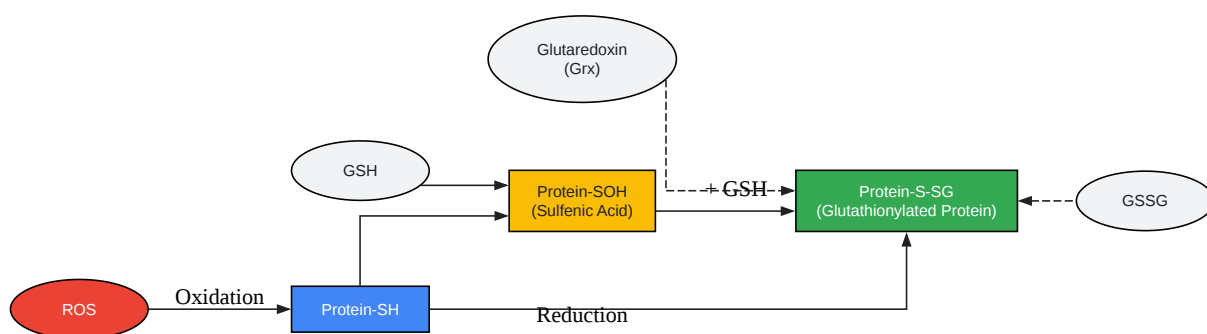 Glutaredoxin
(Grx)
GSH
Protein-SOH
(Sulfenic Acid)
+ GSH
Protein-S-SG
(Glutathionylated Protein)
GSSG
ROS
Oxidation
Protein-SH
Reduction